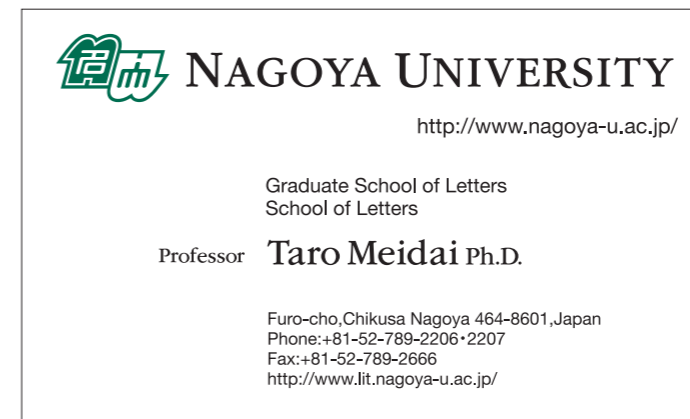 名大 NAGOYA UNIVERSITY
http://www.nagoya-u.ac.jp/
Graduate School of Letters
School of Letters
Professor Taro Meidai Ph.D.
Furo-cho,Chikusa Nagoya 464-8601,Japan
Phone:+81-52-789-2206・2207
Fax:+81-52-789-2666
http://www.lit.nagoya-u.ac.jp/